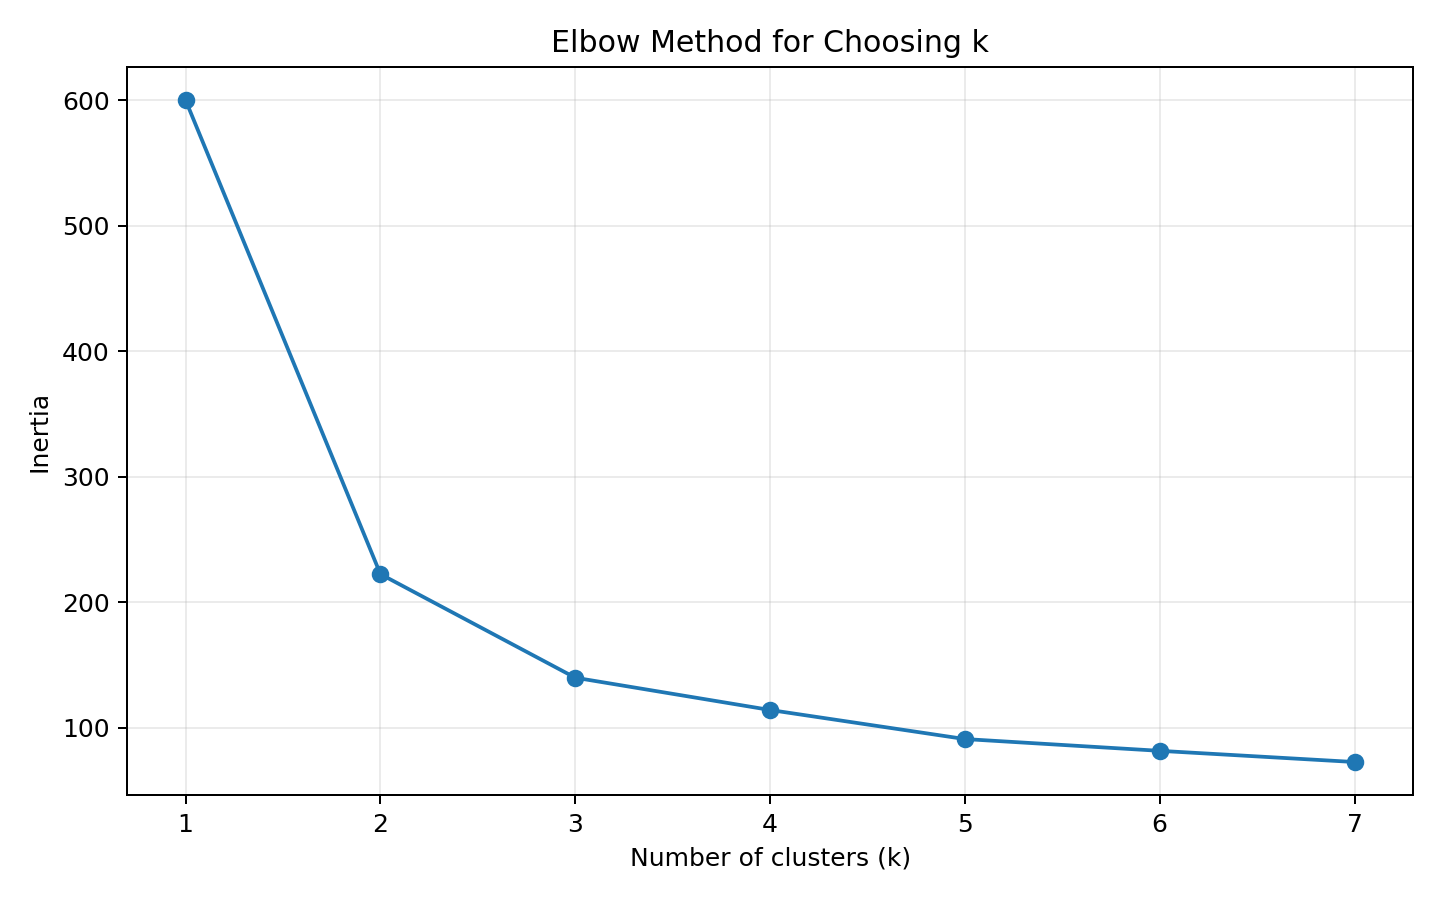 Elbow Method for Choosing k
600
500
400
300
200
100
Inertia
1 2 3 4 5 6 7
Number of clusters (k)